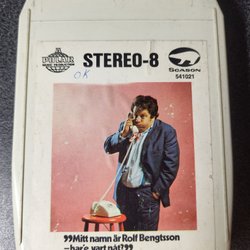 POLAR
STEREO-8
SEASON
541021
OK
”Mitt namn är Rolf Bengtsson
– har'e vart nåt?”